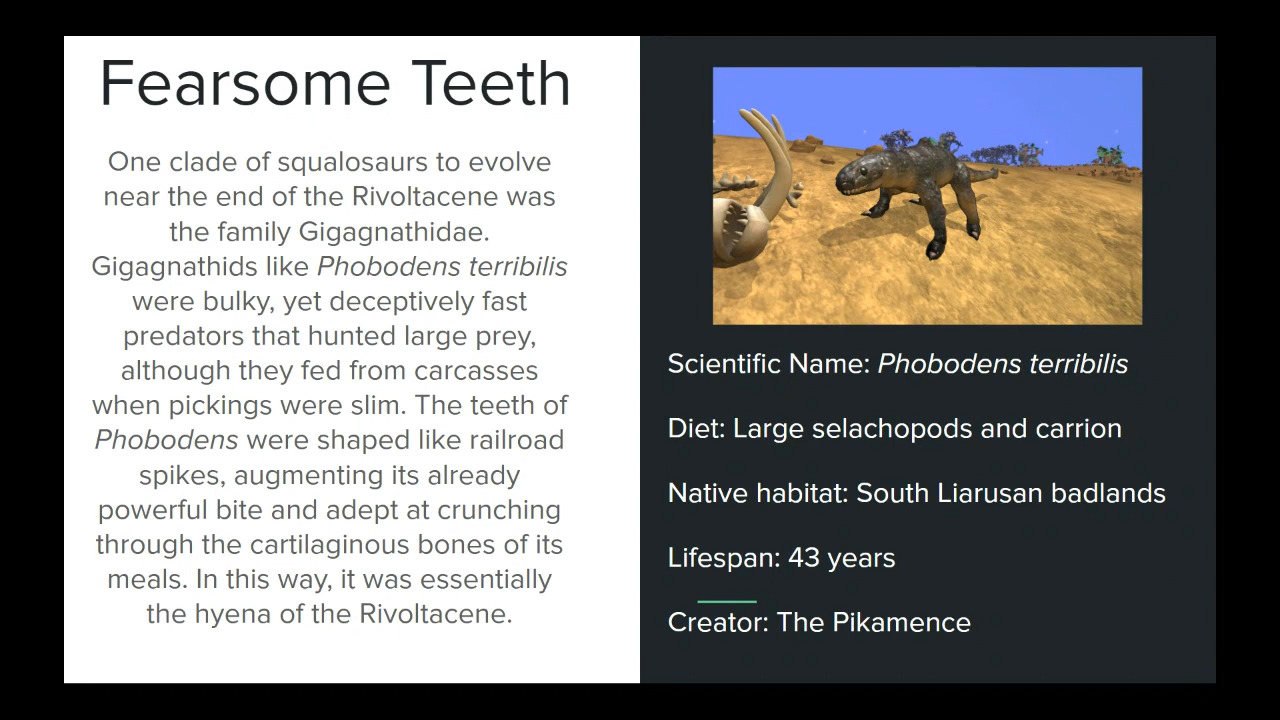 Fearsome Teeth
One clade of squalosaurs to evolve
near the end of the Rivoltacene was
the family Gigagnathidae.
Gigagnathids like Phobodens terribilis
were bulky, yet deceptively fast
predators that hunted large prey,
although they fed from carcasses
when pickings were slim. The teeth of
Phobodens were shaped like railroad
spikes, augmenting its already
powerful bite and adept at crunching
through the cartilaginous bones of its
meals. In this way, it was essentially
the hyena of the Rivoltacene.
Scientific Name: Phobodens terribilis
Diet: Large selachopods and carrion
Native habitat: South Liarusan badlands
Lifespan: 43 years
Creator: The Pikamence